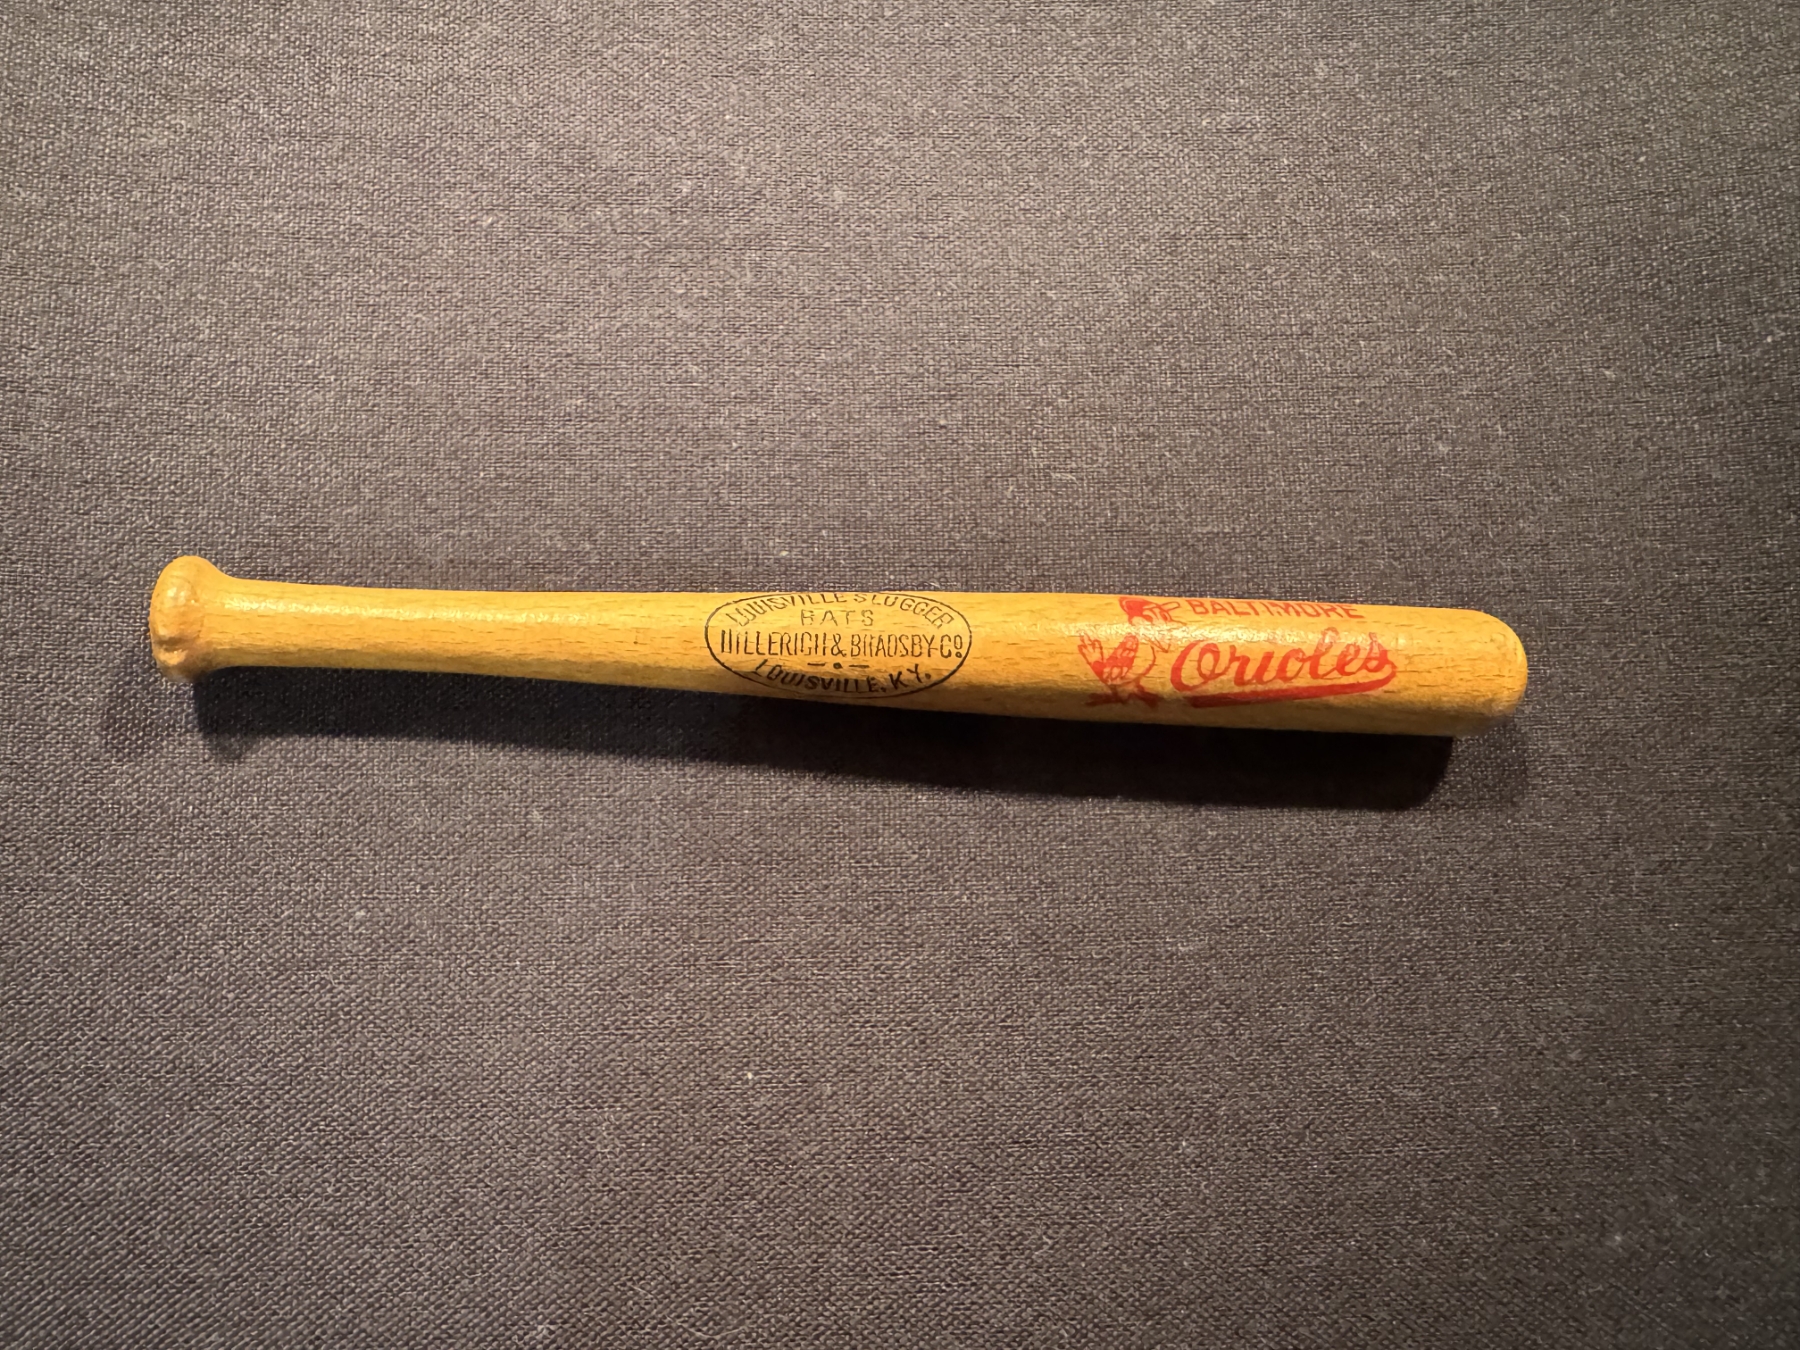 LOUISVILLE SLUGGER
BATS
HILLERICH & BRADSBY Co
LOUISVILLE, KY.
BALTIMORE
Orioles